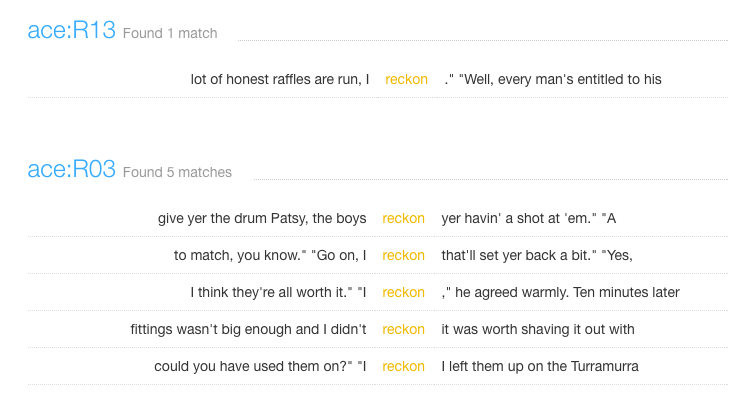 ace:R13 Found 1 match
lot of honest raffles are run, I reckon ." "Well, every man's entitled to his
ace:R03 Found 5 matches
give yer the drum Patsy, the boys reckon yer havin' a shot at 'em." "A
to match, you know." "Go on, I reckon that'll set yer back a bit." "Yes,
I think they're all worth it." "I reckon ," he agreed warmly. Ten minutes later
fittings wasn't big enough and I didn't reckon it was worth shaving it out with
could you have used them on?" "I reckon I left them up on the Turramurra